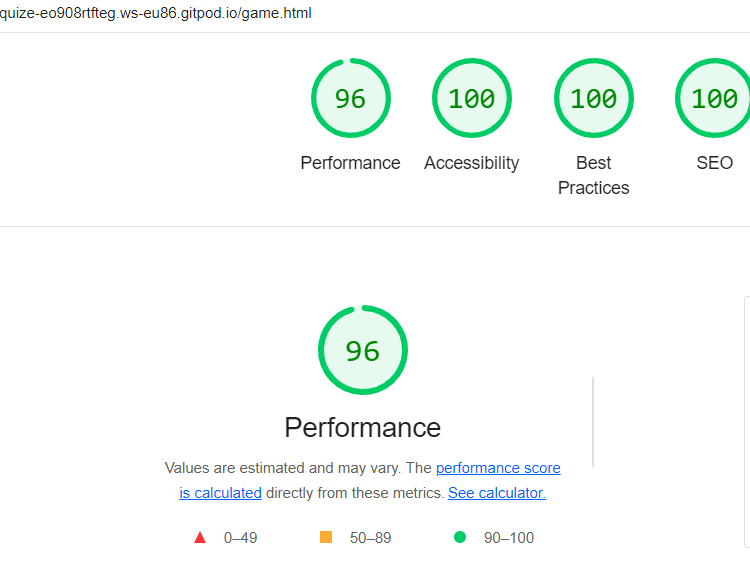 quize-eo908rtfteg.ws-eu86.gitpod.io/game.html
96 100 100 100
Performance Accessibility Best Practices SEO
96
Performance
Values are estimated and may vary. The performance score
is calculated directly from these metrics. See calculator.
0–49 50–89 90–100